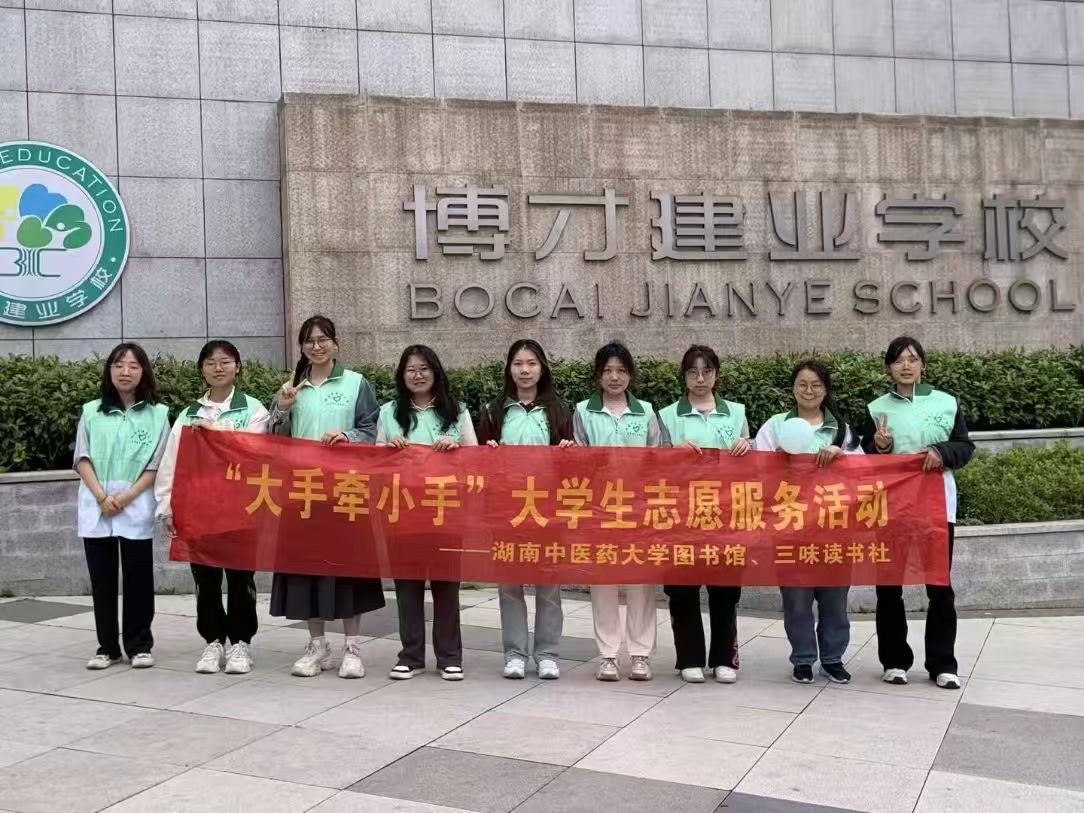 EDUCATION
建业学校
博才建业学校
BOCAI JIANYE SCHOOL
“大手牵小手”大学生志愿服务活动
——湖南中医药大学图书馆、三味读书社